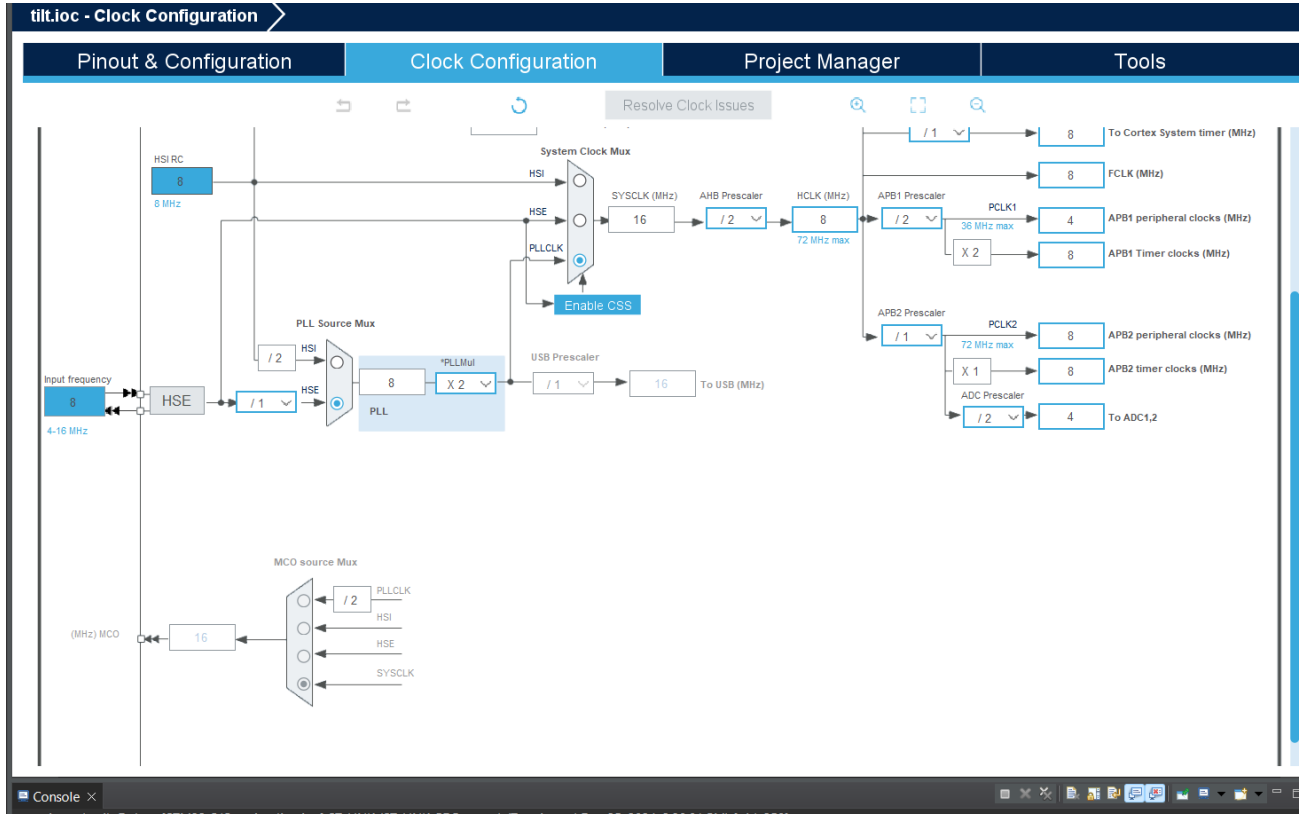 tilt.ioc - Clock Configuration
Pinout & Configuration
Clock Configuration
Project Manager
Tools
Resolve Clock Issues
/ 1
8
To Cortex System timer (MHz)
System Clock Mux
HSI RC
8
8 MHz
HSI
8
FCLK (MHz)
SYSCLK (MHz)
AHB Prescaler
HCLK (MHz)
APB1 Prescaler
HSE
16
/ 2
8
72 MHz max
/ 2
PCLK1
36 MHz max
4
APB1 peripheral clocks (MHz)
PLLCLK
X 2
8
APB1 Timer clocks (MHz)
Enable CSS
APB2 Prescaler
PLL Source Mux
/ 1
PCLK2
72 MHz max
8
APB2 peripheral clocks (MHz)
HSI
/ 2
*PLLMul
USB Prescaler
X 1
8
APB2 timer clocks (MHz)
Input frequency
8
4-16 MHz
HSE
/ 1
HSE
8
X 2
PLL
/ 1
16
To USB (MHz)
ADC Prescaler
/ 2
4
To ADC1,2
MCO source Mux
/ 2
PLLCLK
HSI
HSE
SYSCLK
(MHz) MCO
16
Console